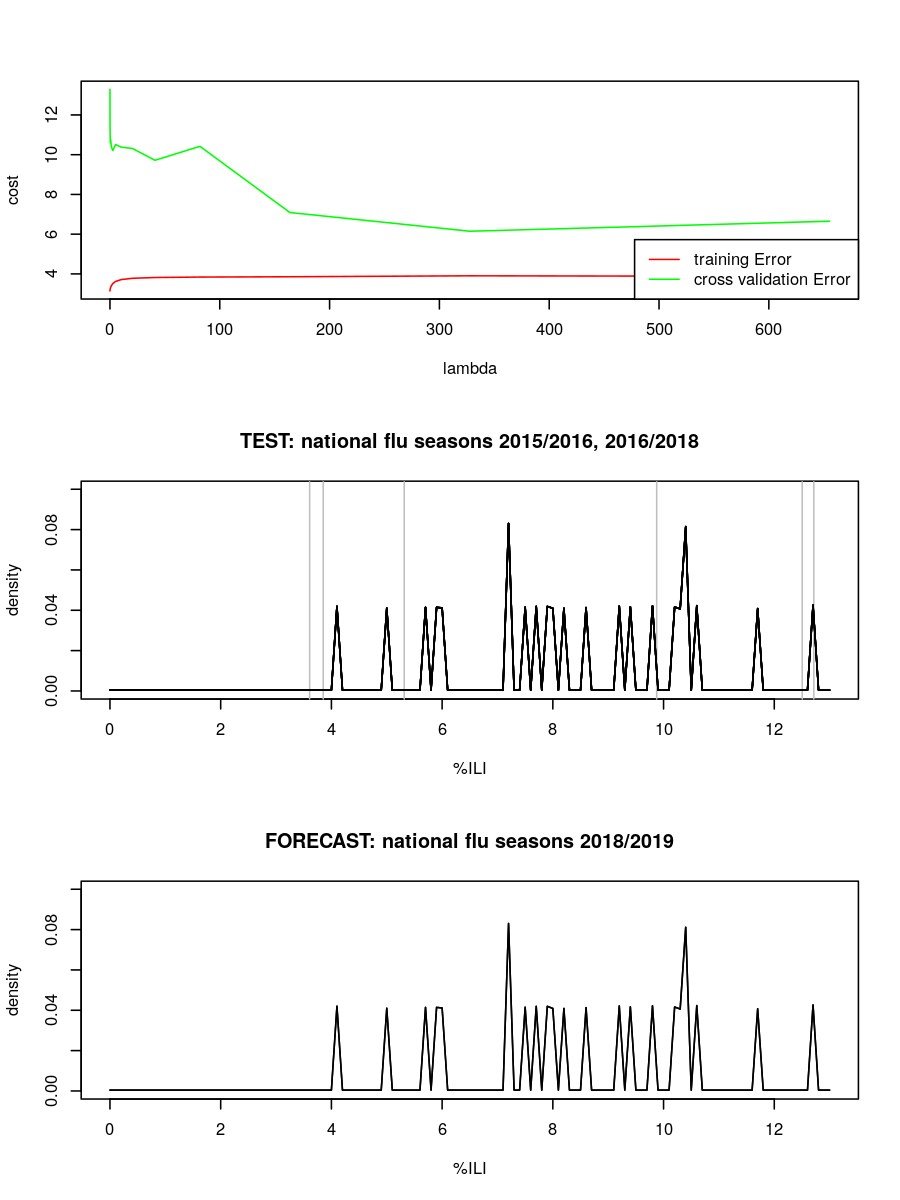 cost
12
10
8
6
4
training Error
cross validation Error
0 100 200 300 400 500 600
lambda
TEST: national flu seasons 2015/2016, 2016/2018
density
0.08
0.04
0.00
0 2 4 6 8 10 12
%ILI
FORECAST: national flu seasons 2018/2019
density
0.08
0.04
0.00
0 2 4 6 8 10 12
%ILI